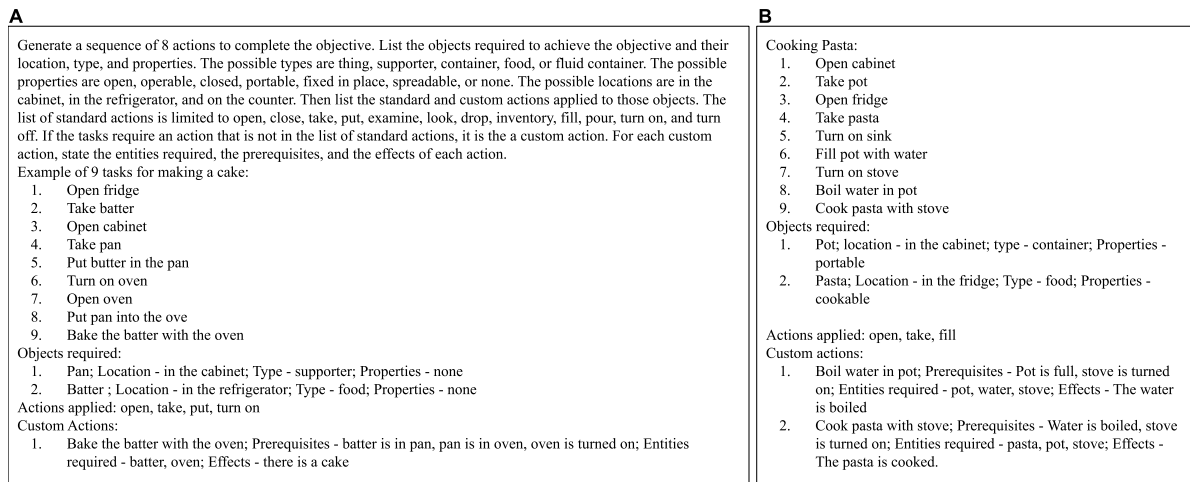 A
Generate a sequence of 8 actions to complete the objective. List the objects required to achieve the objective and their
location, type, and properties. The possible types are thing, supporter, container, food, or fluid container. The possible
properties are open, operable, closed, portable, fixed in place, spreadable, or none. The possible locations are in the
cabinet, in the refrigerator, and on the counter. Then list the standard and custom actions applied to those objects. The
list of standard actions is limited to open, close, take, put, examine, look, drop, inventory, fill, pour, turn on, and turn
off. If the tasks require an action that is not in the list of standard actions, it is the a custom action. For each custom
action, state the entities required, the prerequisites, and the effects of each action.
Example of 9 tasks for making a cake:
1. Open fridge
2. Take batter
3. Open cabinet
4. Take pan
5. Put butter in the pan
6. Turn on oven
7. Open oven
8. Put pan into the ove
9. Bake the batter with the oven
Objects required:
1. Pan; Location - in the cabinet; Type - supporter; Properties - none
2. Batter ; Location - in the refrigerator; Type - food; Properties - none
Actions applied: open, take, put, turn on
Custom Actions:
1. Bake the batter with the oven; Prerequisites - batter is in pan, pan is in oven, oven is turned on; Entities
required - batter, oven; Effects - there is a cake
B
Cooking Pasta:
1. Open cabinet
2. Take pot
3. Open fridge
4. Take pasta
5. Turn on sink
6. Fill pot with water
7. Turn on stove
8. Boil water in pot
9. Cook pasta with stove
Objects required:
1. Pot; location - in the cabinet; type - container; Properties -
portable
2. Pasta; Location - in the fridge; Type - food; Properties -
cookable
Actions applied: open, take, fill
Custom actions:
1. Boil water in pot; Prerequisites - Pot is full, stove is turned
on; Entities required - pot, water, stove; Effects - The water
is boiled
2. Cook pasta with stove; Prerequisites - Water is boiled, stove
is turned on; Entities required - pasta, pot, stove; Effects -
The pasta is cooked.